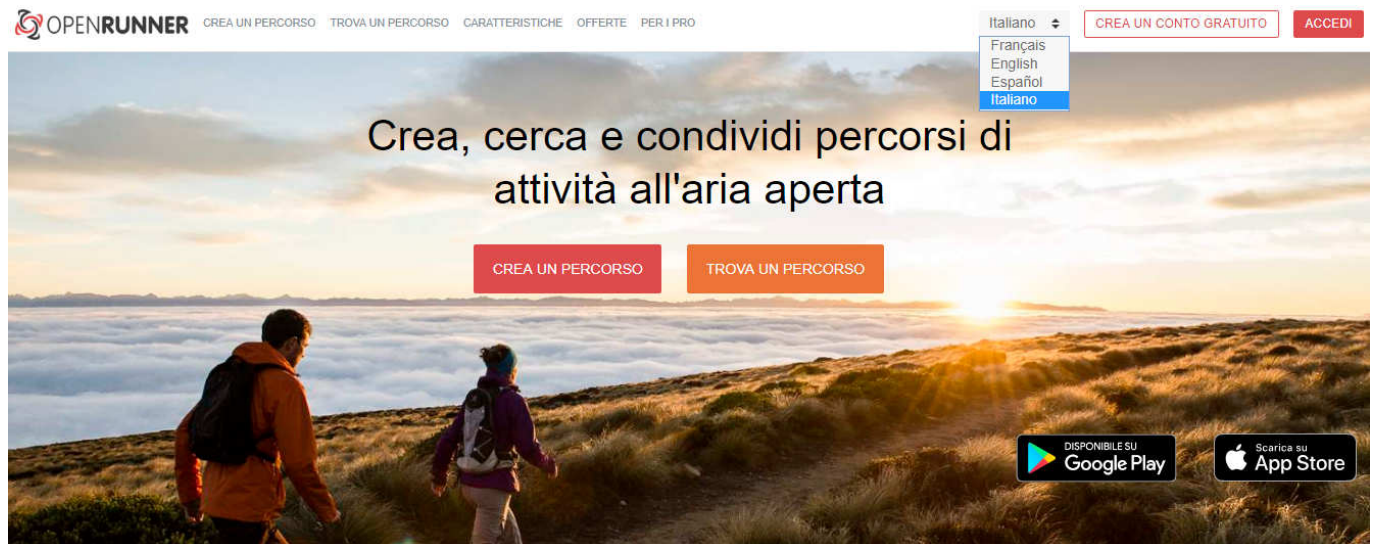 OPENRUNNER CREA UN PERCORSO TROVA UN PERCORSO CARATTERISTICHE OFFERTE PER I PRO Italiano CREA UN CONTO GRATUITO ACCEDI
Français
English
Español
Italiano
Crea, cerca e condividi percorsi di
attività all'aria aperta
CREA UN PERCORSO TROVA UN PERCORSO
DISPONIBILE SU
Google Play
Scarica su
App Store